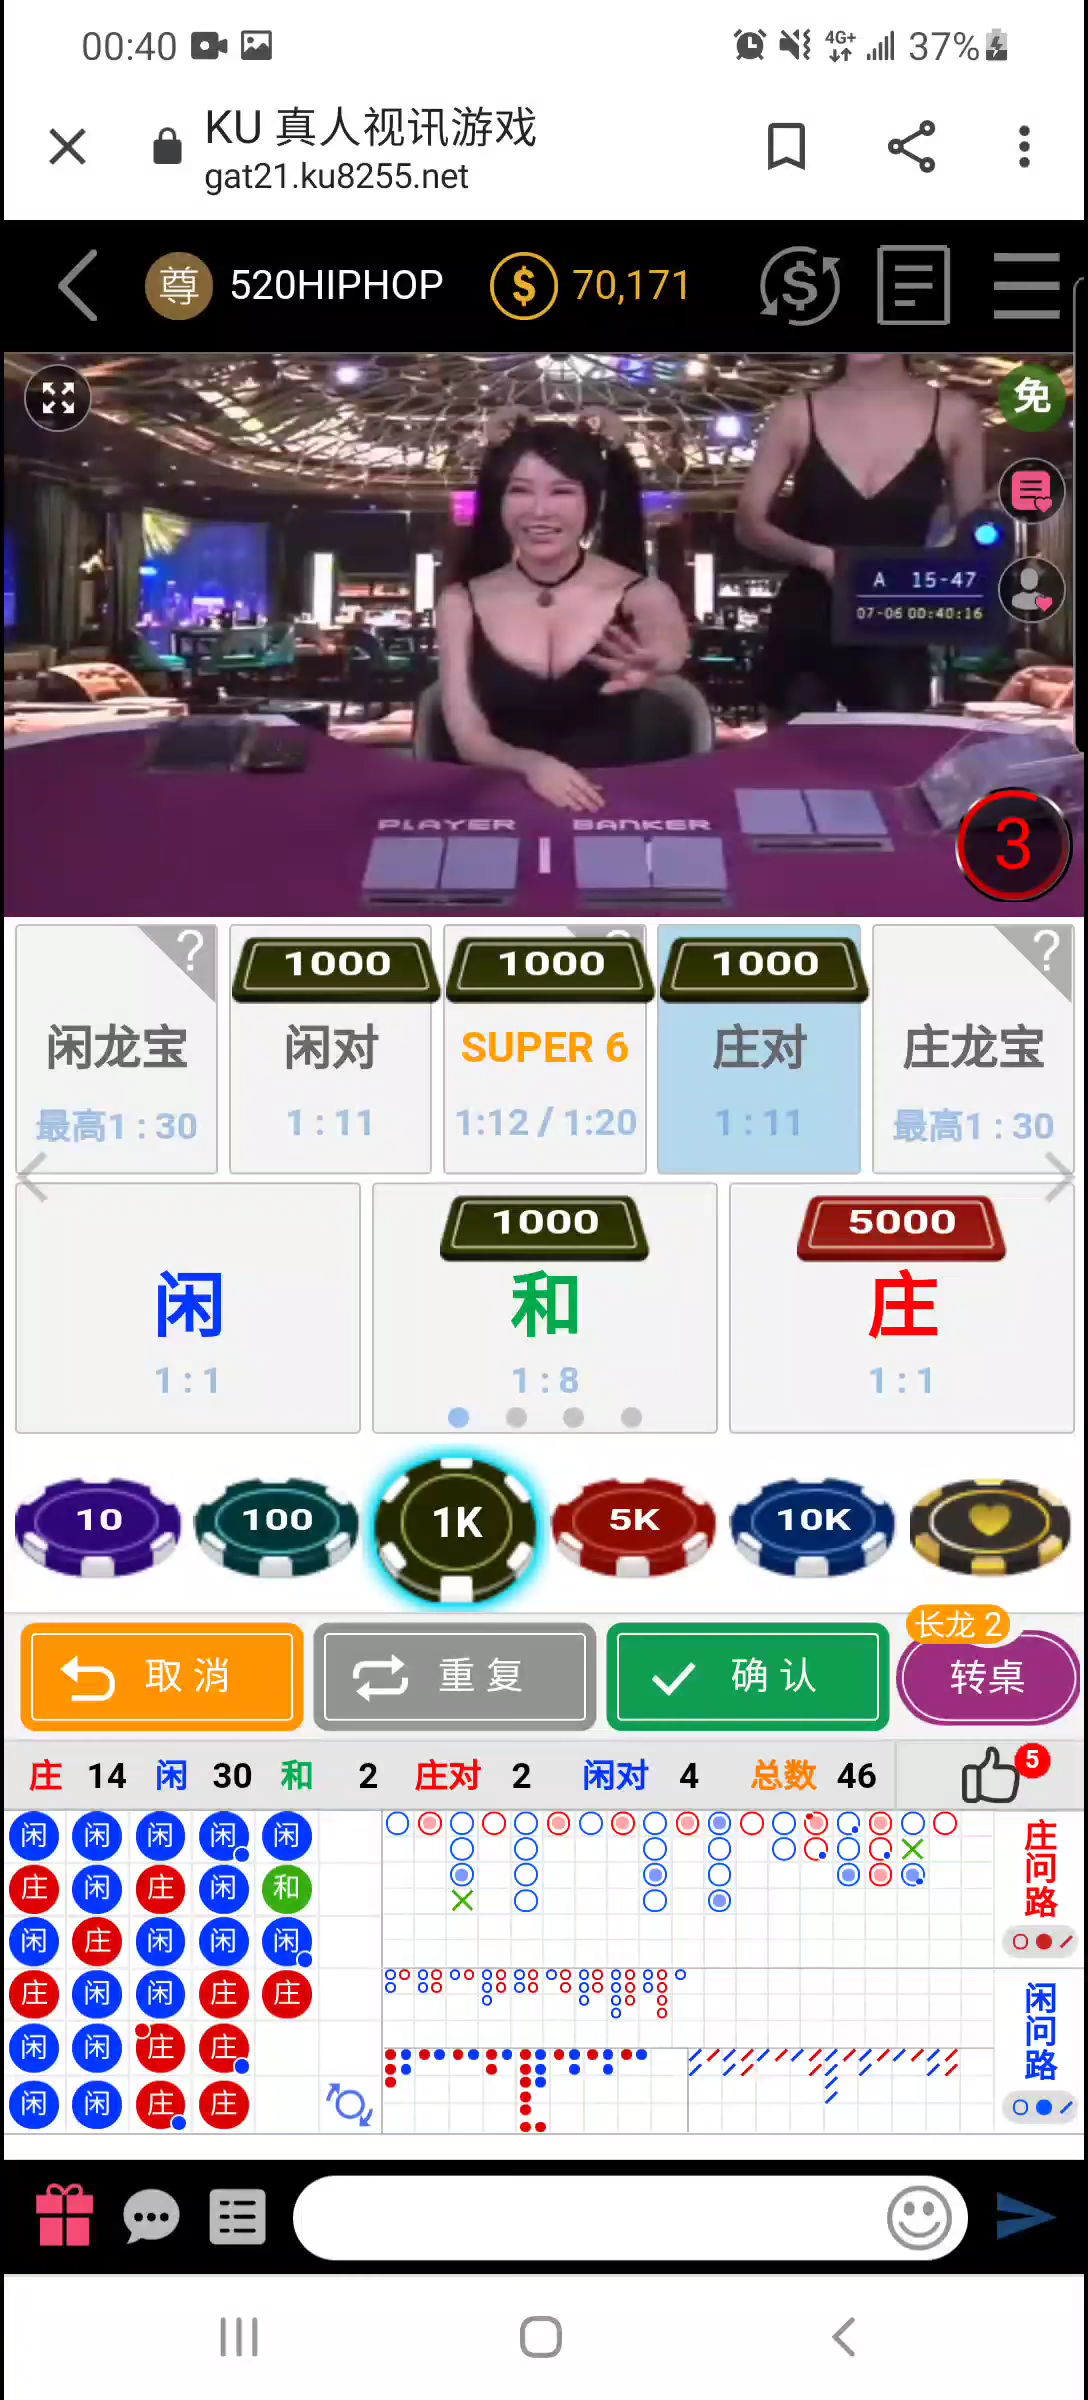 00:40 4G+ 37%
KU 真人视讯游戏
gat21.ku8255.net
尊 520HIPHOP $ 70,171 $
免
A 15-47
07-06 00:40:16
PLAYER BANKER
3
? 1000 1000 ? 1000 ?
闲龙宝 闲对 SUPER 6 庄对 庄龙宝
最高1 : 30 1 : 11 1:12 / 1:20 1 : 11 最高1 : 30
1000 5000
闲 和 庄
1 : 1 1 : 8 1 : 1
10 100 1K 5K 10K
长龙 2
取消 重复 确认 转桌
庄 14 闲 30 和 2 庄对 2 闲对 4 总数 46 5
闲 闲 闲 闲 闲
庄 闲 庄 闲 和
闲 庄 闲 闲 闲
庄 闲 闲 庄 庄
闲 闲 庄 庄
闲 闲 庄 庄
庄问路
闲问路